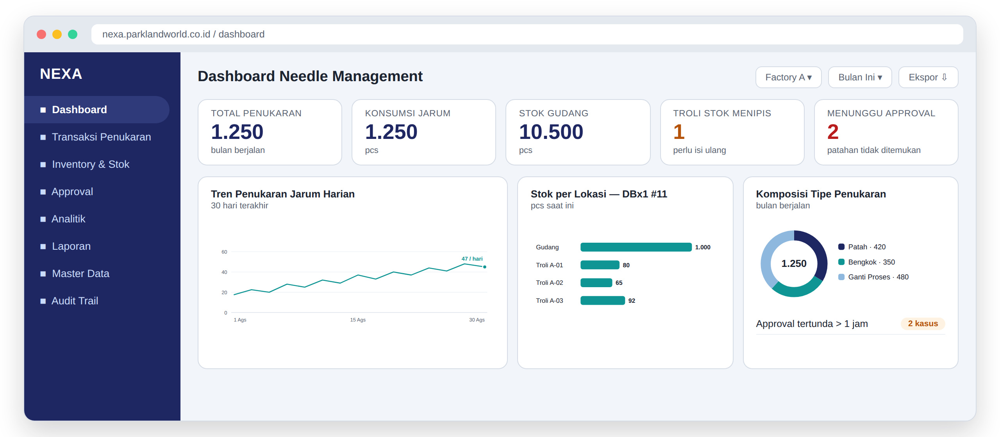 nexa.parklandworld.co.id / dashboard
NEXA
Dashboard
Transaksi Penukaran
Inventory & Stok
Approval
Analitik
Laporan
Master Data
Audit Trail
Dashboard Needle Management
Factory A ▾
Bulan Ini ▾
Ekspor ⇩
TOTAL PENUKARAN
1.250
bulan berjalan
KONSUMSI JARUM
1.250
pcs
STOK GUDANG
10.500
pcs
TROLI STOK MENIPIS
1
perlu isi ulang
MENUNGGU APPROVAL
2
patahan tidak ditemukan
Tren Penukaran Jarum Harian
30 hari terakhir
60
40
20
0
47 / hari
1 Ags
15 Ags
30 Ags
Stok per Lokasi — DBx1 #11
pcs saat ini
Gudang 1.000
Troli A-01 80
Troli A-02 65
Troli A-03 92
Komposisi Tipe Penukaran
bulan berjalan
1.250
Patah · 420
Bengkok · 350
Ganti Proses · 480
Approval tertunda > 1 jam 2 kasus